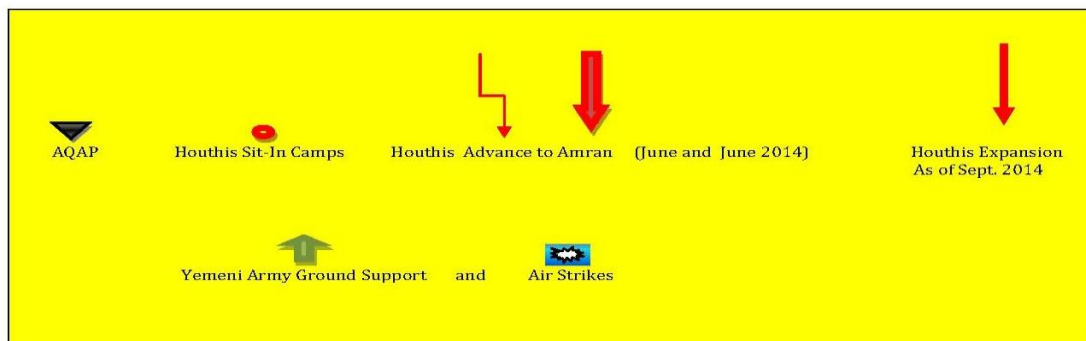 AQAP
Houthis Sit-In Camps
Houthis Advance to Amran (June and June 2014)
Houthis Expansion
As of Sept. 2014
Yemeni Army Ground Support and Air Strikes